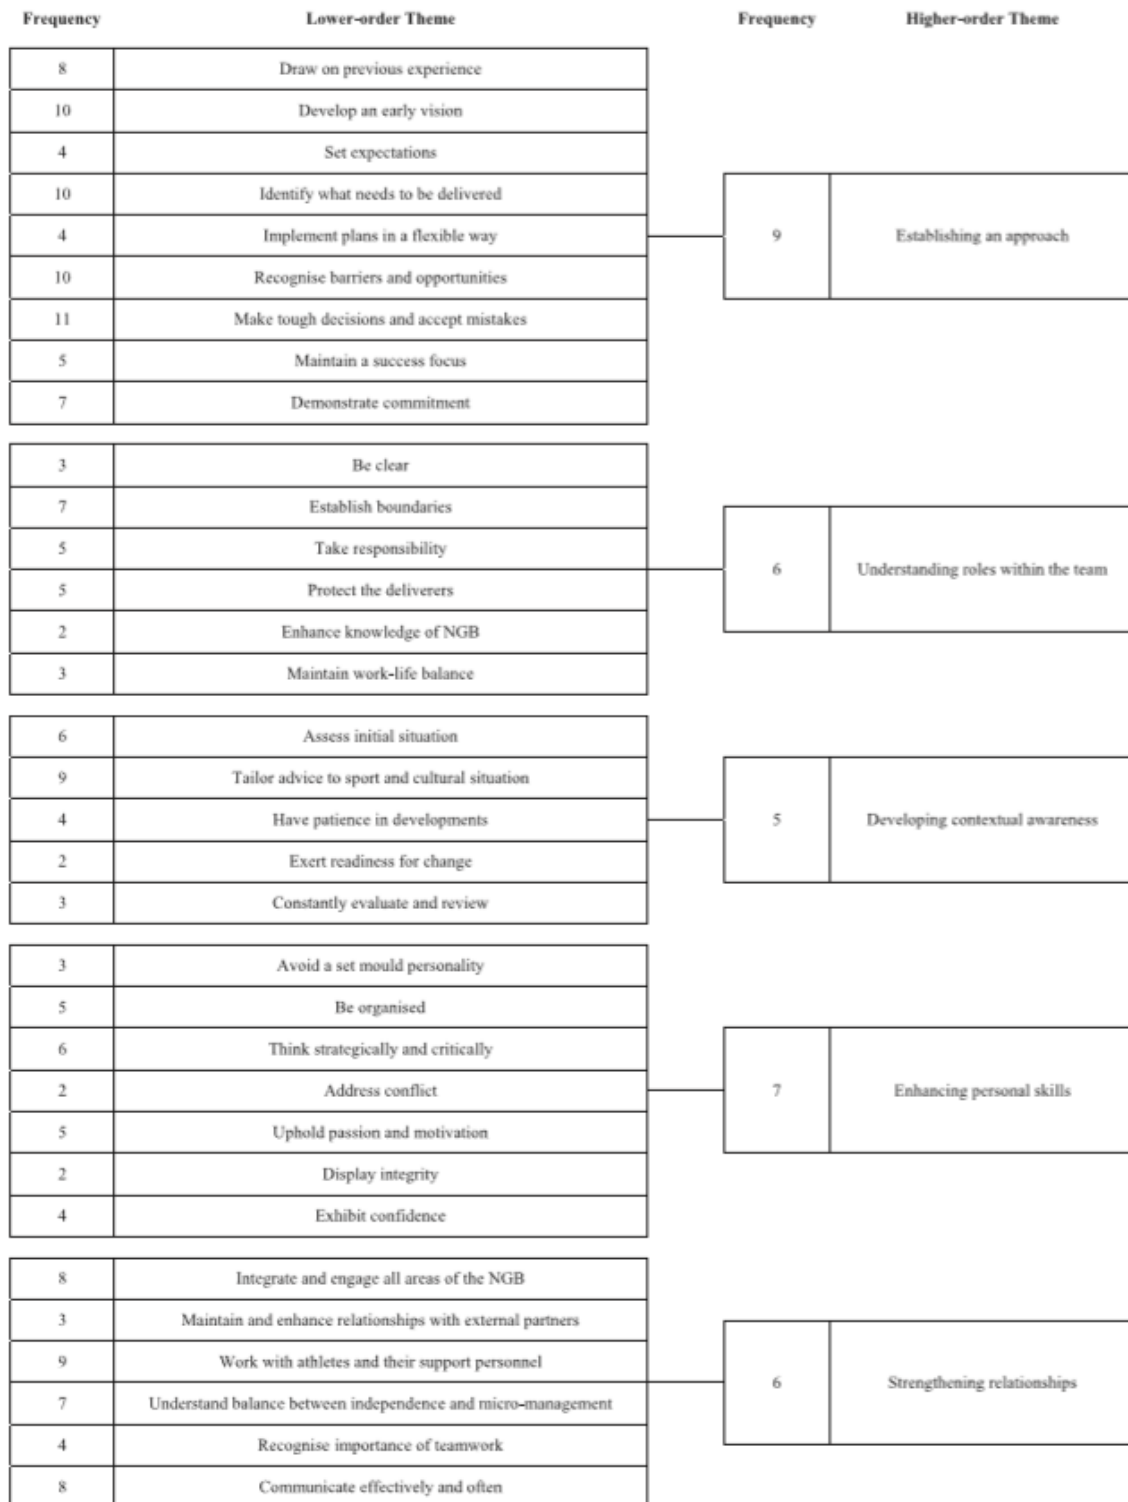 Frequency Lower-order Theme Frequency Higher-order Theme
8 Draw on previous experience
10 Develop an early vision
4 Set expectations
10 Identify what needs to be delivered
4 Implement plans in a flexible way 9 Establishing an approach
10 Recognise barriers and opportunities
11 Make tough decisions and accept mistakes
5 Maintain a success focus
7 Demonstrate commitment
3 Be clear
7 Establish boundaries
5 Take responsibility
6 Understanding roles within the team
5 Protect the deliverers
2 Enhance knowledge of NGB
3 Maintain work-life balance
6 Assess initial situation
9 Tailor advice to sport and cultural situation
4 Have patience in developments 5 Developing contextual awareness
2 Exert readiness for change
3 Constantly evaluate and review
3 Avoid a set mould personality
5 Be organised
6 Think strategically and critically
2 Address conflict 7 Enhancing personal skills
5 Uphold passion and motivation
2 Display integrity
4 Exhibit confidence
8 Integrate and engage all areas of the NGB
3 Maintain and enhance relationships with external partners
9 Work with athletes and their support personnel
6 Strengthening relationships
7 Understand balance between independence and micro-management
4 Recognise importance of teamwork
8 Communicate effectively and often